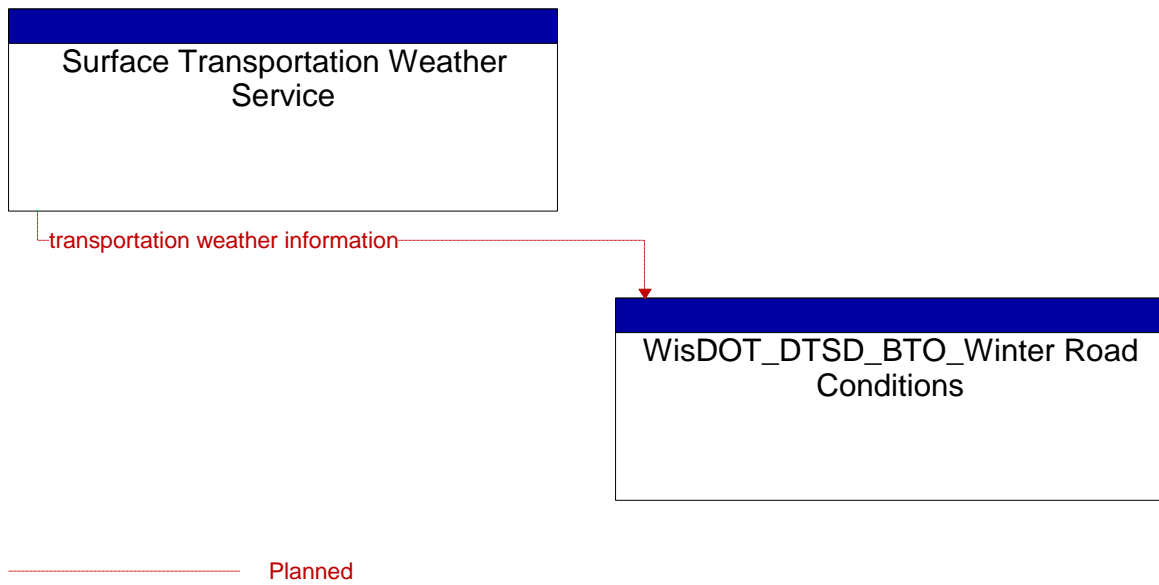 Surface Transportation Weather
Service
transportation weather information
WisDOT_DTSD_BTO_Winter Road
Conditions
Planned